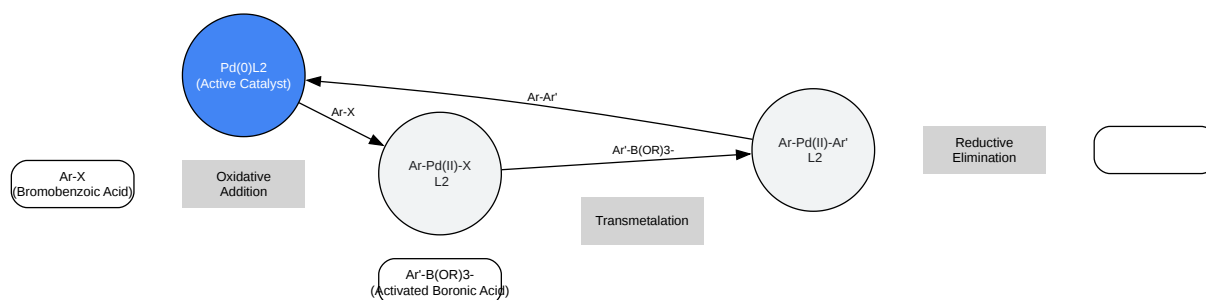 Pd(0)L2
(Active Catalyst)
Ar-X
Ar-Ar'
Ar-Pd(II)-X
L2
Ar'-B(OR)3-
Ar-Pd(II)-Ar'
L2
Reductive
Elimination
Ar-X
(Bromobenzoic Acid)
Oxidative
Addition
Transmetalation
Ar'-B(OR)3-
(Activated Boronic Acid)